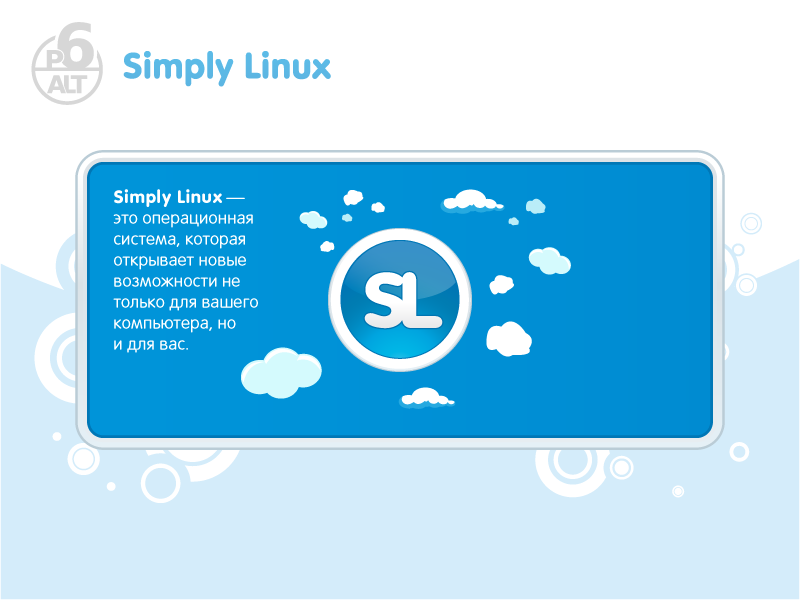 P6
ALT
Simply Linux
Simply Linux —
это операционная
система, которая
открывает новые
возможности не
только для вашего
компьютера, но
и для вас.
SL